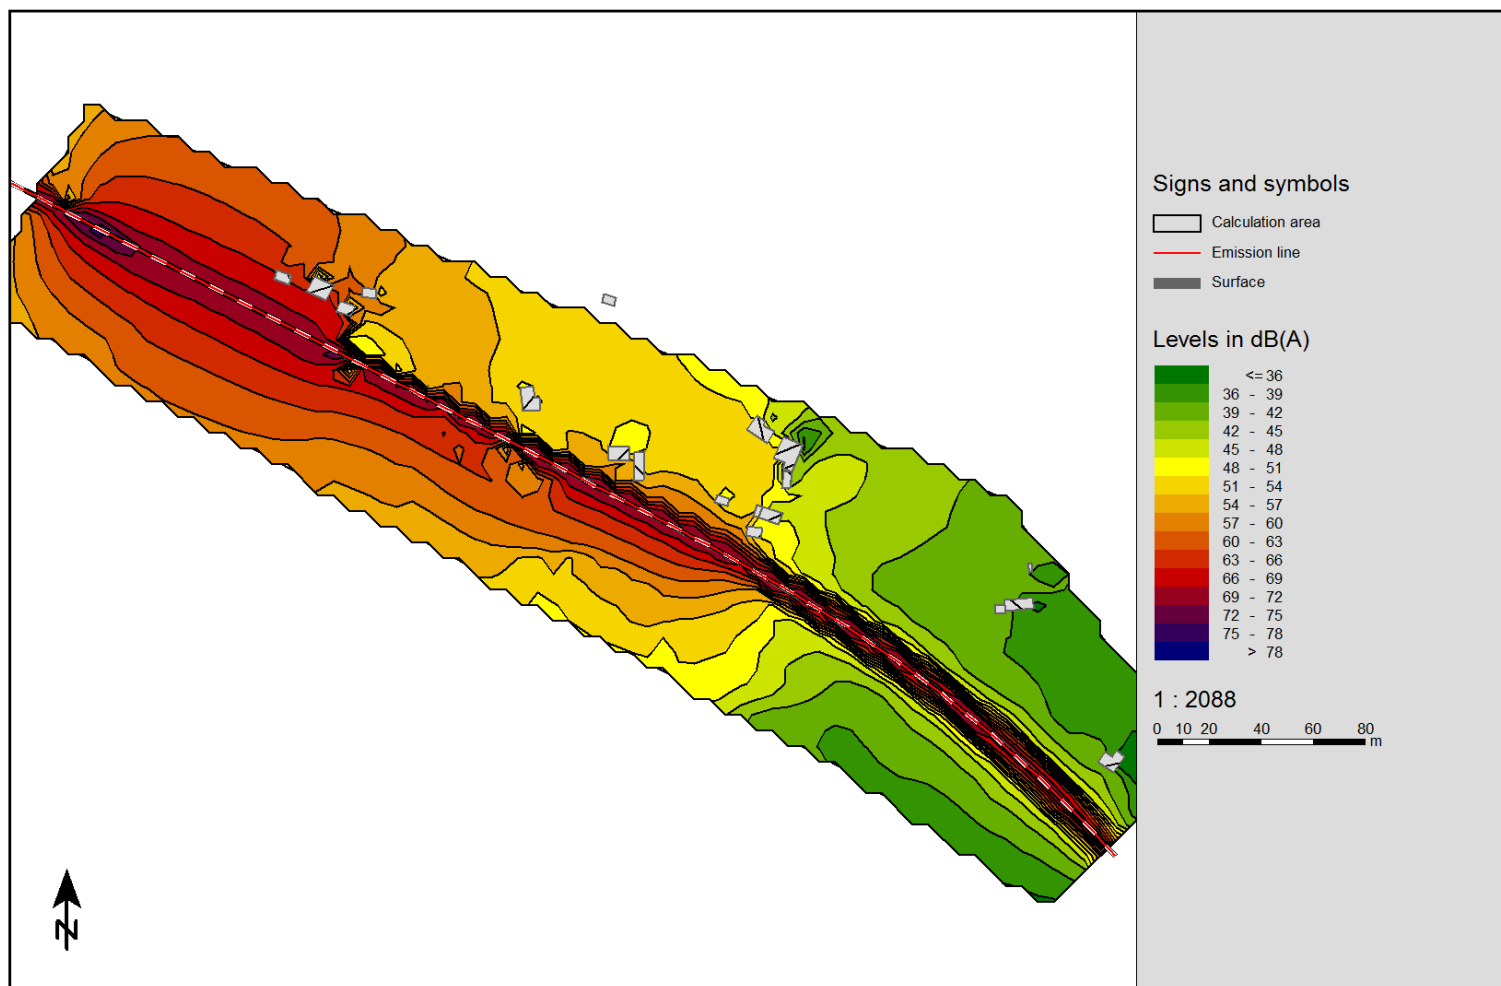 Signs and symbols
Calculation area
Emission line
Surface
Levels in dB(A)
<= 36
36 - 39
39 - 42
42 - 45
45 - 48
48 - 51
51 - 54
54 - 57
57 - 60
60 - 63
63 - 66
66 - 69
69 - 72
72 - 75
75 - 78
> 78
1 : 2088
0 10 20 40 60 80
m
N